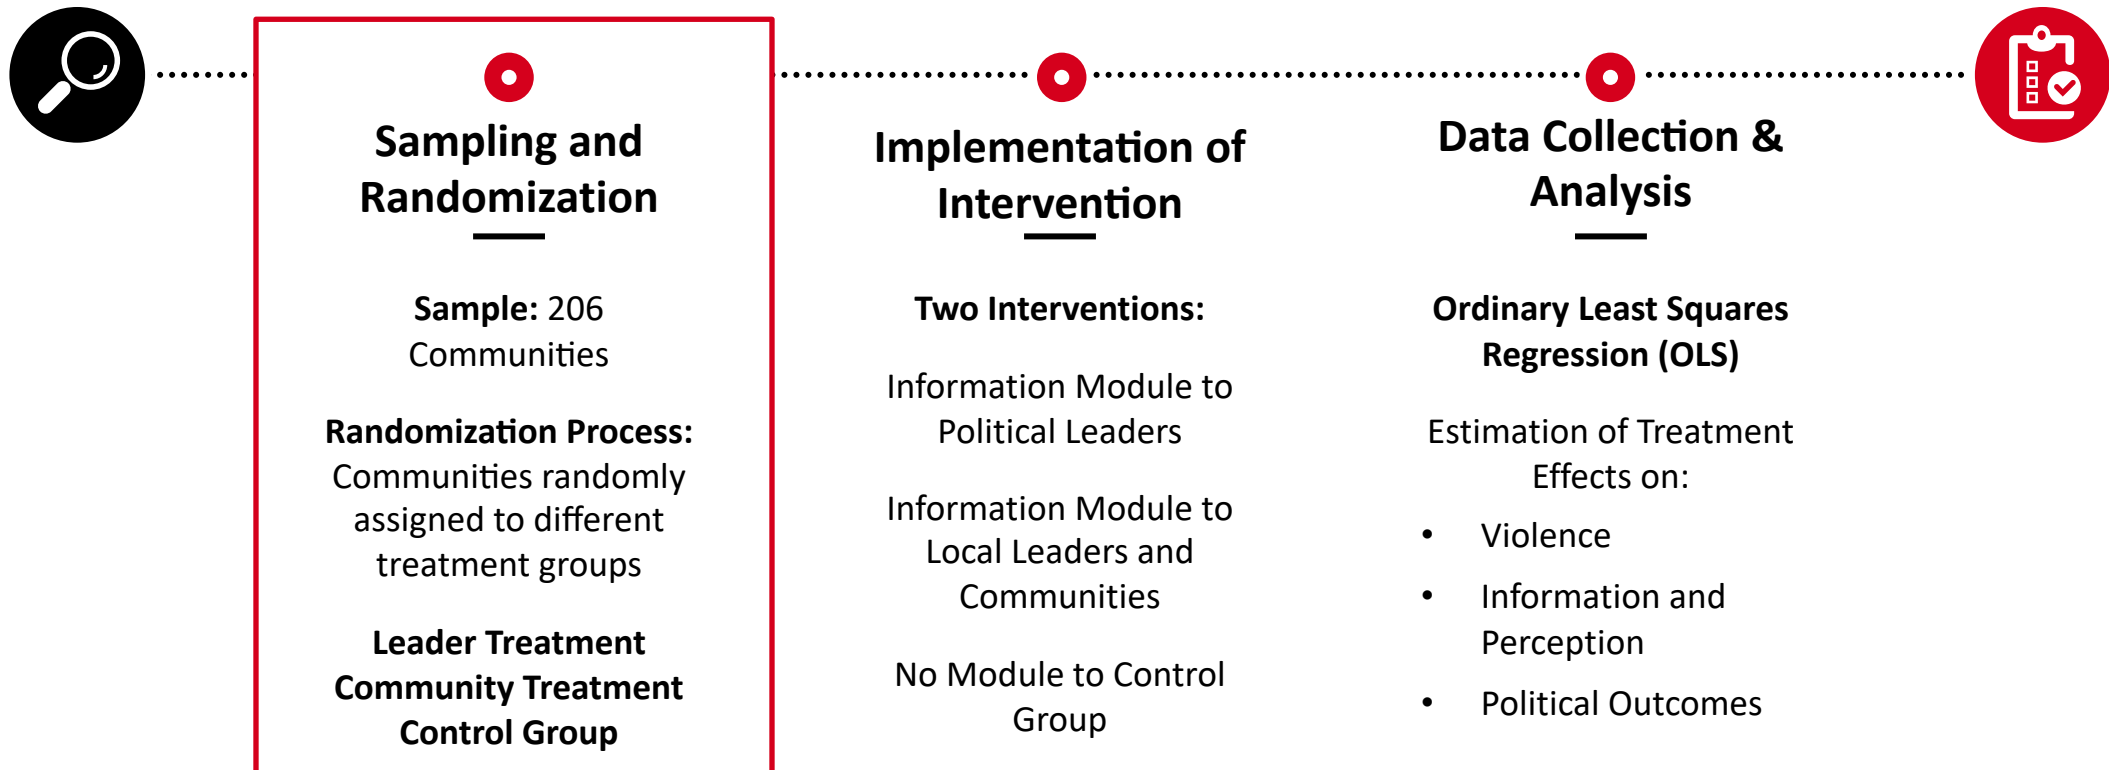 Sampling and
Randomization
Sample: 206
Communities
Randomization Process:
Communities randomly
assigned to different
treatment groups
Leader Treatment
Community Treatment
Control Group
Implementation of
Intervention
Two Interventions:
Information Module to
Political Leaders
Information Module to
Local Leaders and
Communities
No Module to Control
Group
Data Collection &
Analysis
Ordinary Least Squares
Regression (OLS)
Estimation of Treatment
Effects on:
• Violence
• Information and
Perception
• Political Outcomes